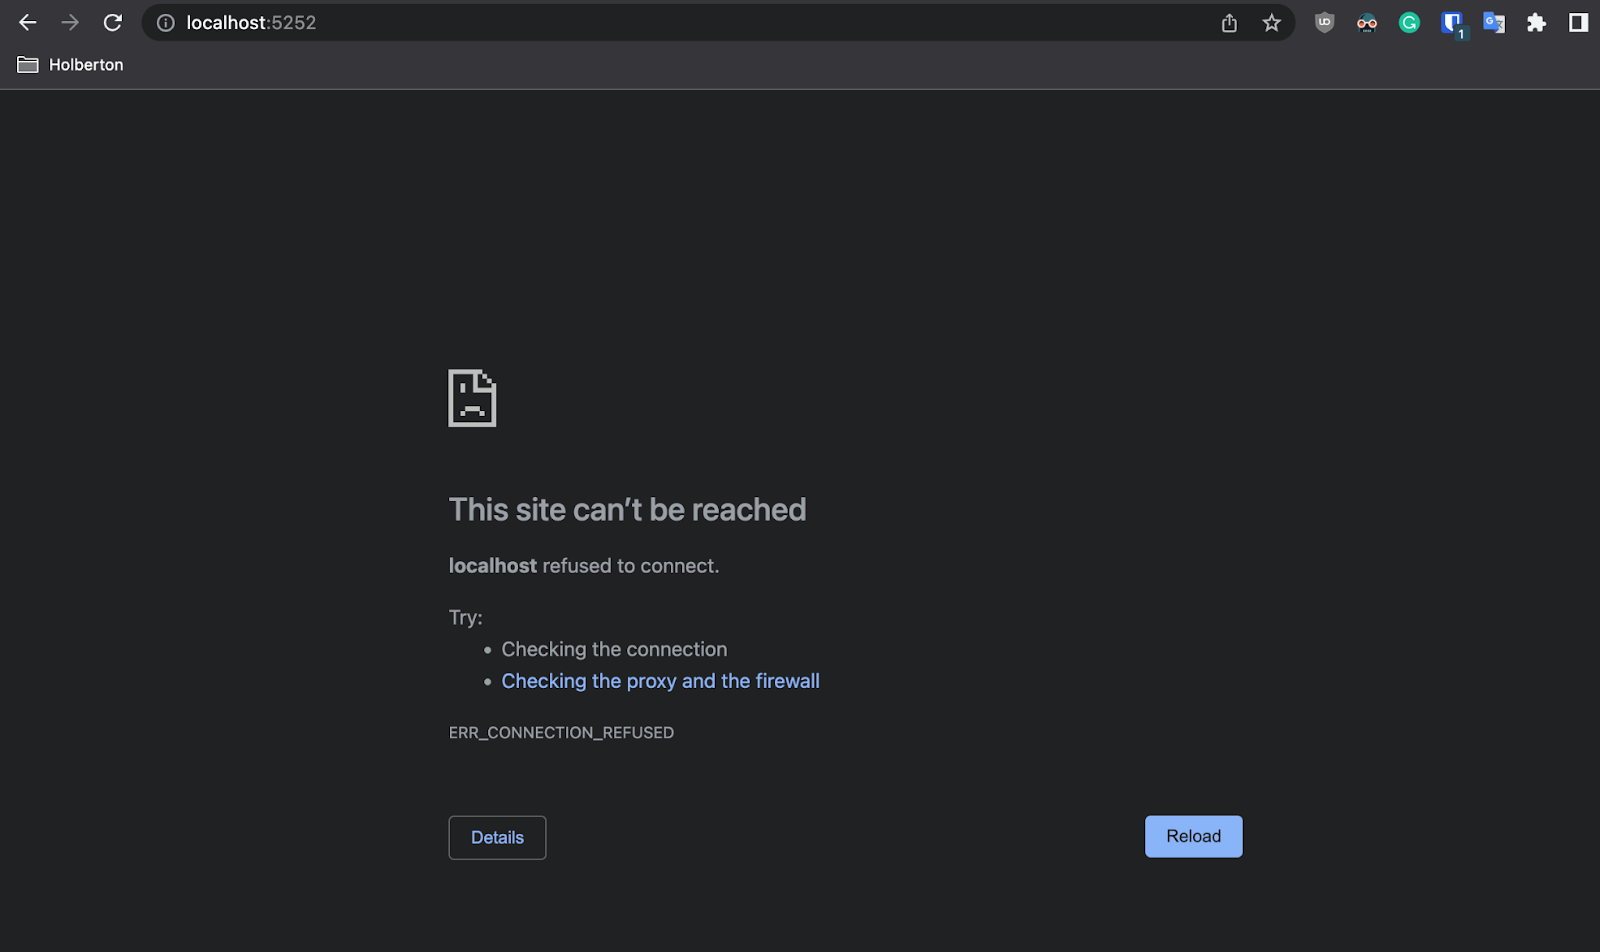 localhost:5252
1
Holberton
This site can’t be reached
localhost refused to connect.
Try:
• Checking the connection
• Checking the proxy and the firewall
ERR_CONNECTION_REFUSED
Details
Reload